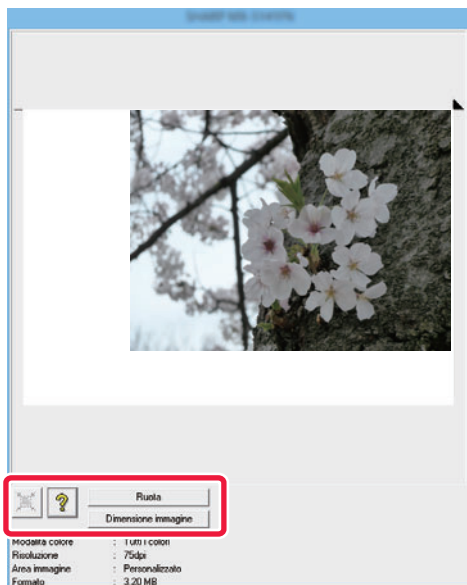 ?
Ruota
Dimensione immagine
Modalità colore : Tutti i colori
Risoluzione : 75dpi
Area immagine : Personalizzato
Formato : 3.20 MB